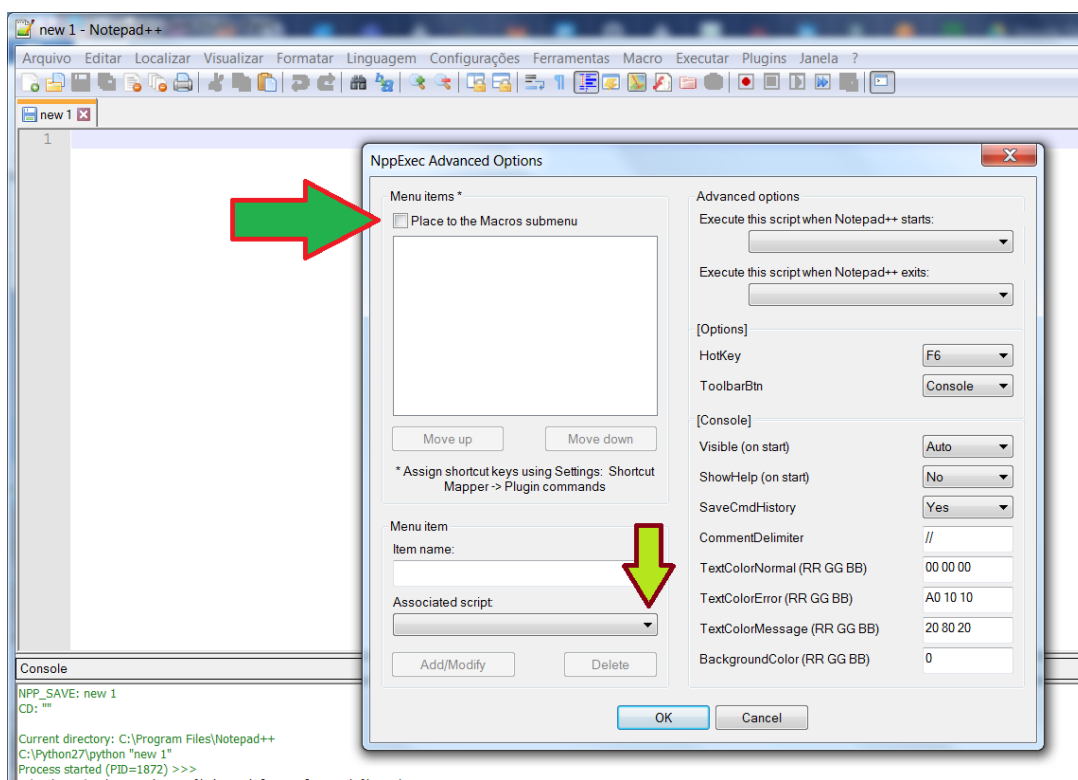 new 1 - Notepad++
Arquivo Editar Localizar Visualizar Formatar Linguagem Configurações Ferramentas Macro Executar Plugins Janela ?
new 1
1
NppExec Advanced Options
Menu items *
Place to the Macros submenu
Move up Move down
* Assign shortcut keys using Settings: Shortcut
Mapper -> Plugin commands
Menu item
Item name:
Associated script:
Add/Modify Delete
Advanced options
Execute this script when Notepad++ starts:
Execute this script when Notepad++ exits:
[Options]
HotKey F6
ToolbarBtn Console
[Console]
Visible (on start) Auto
ShowHelp (on start) No
SaveCmdHistory Yes
CommentDelimiter //
TextColorNormal (RR GG BB) 00 00 00
TextColorError (RR GG BB) A0 10 10
TextColorMessage (RR GG BB) 20 80 20
BackgroundColor (RR GG BB) 0
OK Cancel
Console
NPP_SAVE: new 1
CD: ""
Current directory: C:\Program Files\Notepad++
C:\Python27\python "new 1"
Process started (PID=1872) >>>